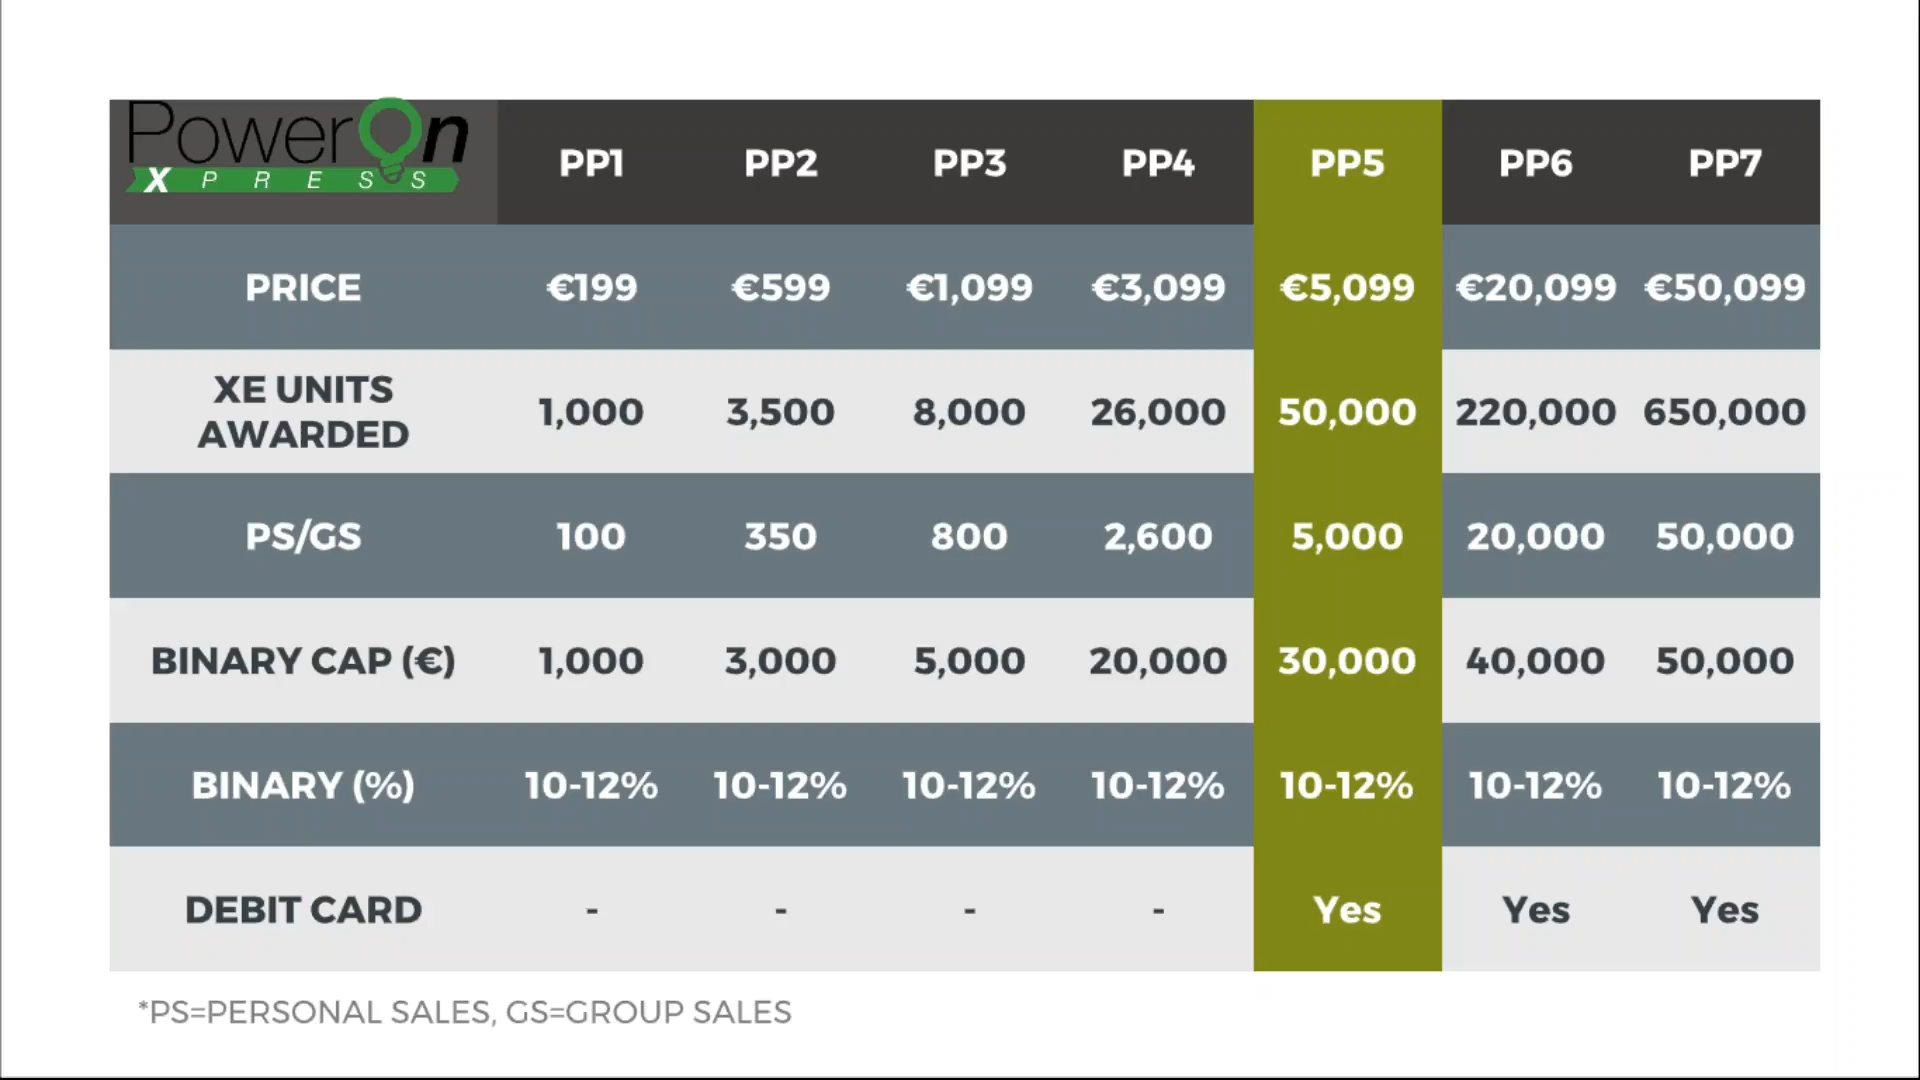 PowerOn
XPRESS
PP1 PP2 PP3 PP4 PP5 PP6 PP7
PRICE €199 €599 €1,099 €3,099 €5,099 €20,099 €50,099
XE UNITS
AWARDED 1,000 3,500 8,000 26,000 50,000 220,000 650,000
PS/GS 100 350 800 2,600 5,000 20,000 50,000
BINARY CAP (€) 1,000 3,000 5,000 20,000 30,000 40,000 50,000
BINARY (%) 10-12% 10-12% 10-12% 10-12% 10-12% 10-12% 10-12%
DEBIT CARD - - - - Yes Yes Yes
*PS=PERSONAL SALES, GS=GROUP SALES